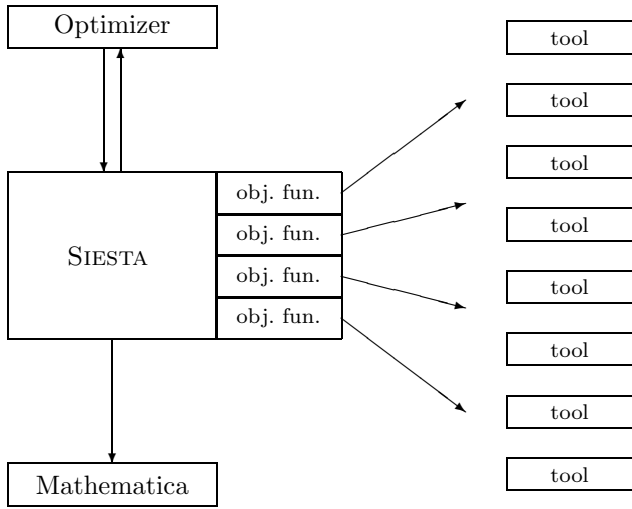 Optimizer
SIESTA
Mathematica
obj. fun.
obj. fun.
obj. fun.
obj. fun.
tool
tool
tool
tool
tool
tool
tool
tool